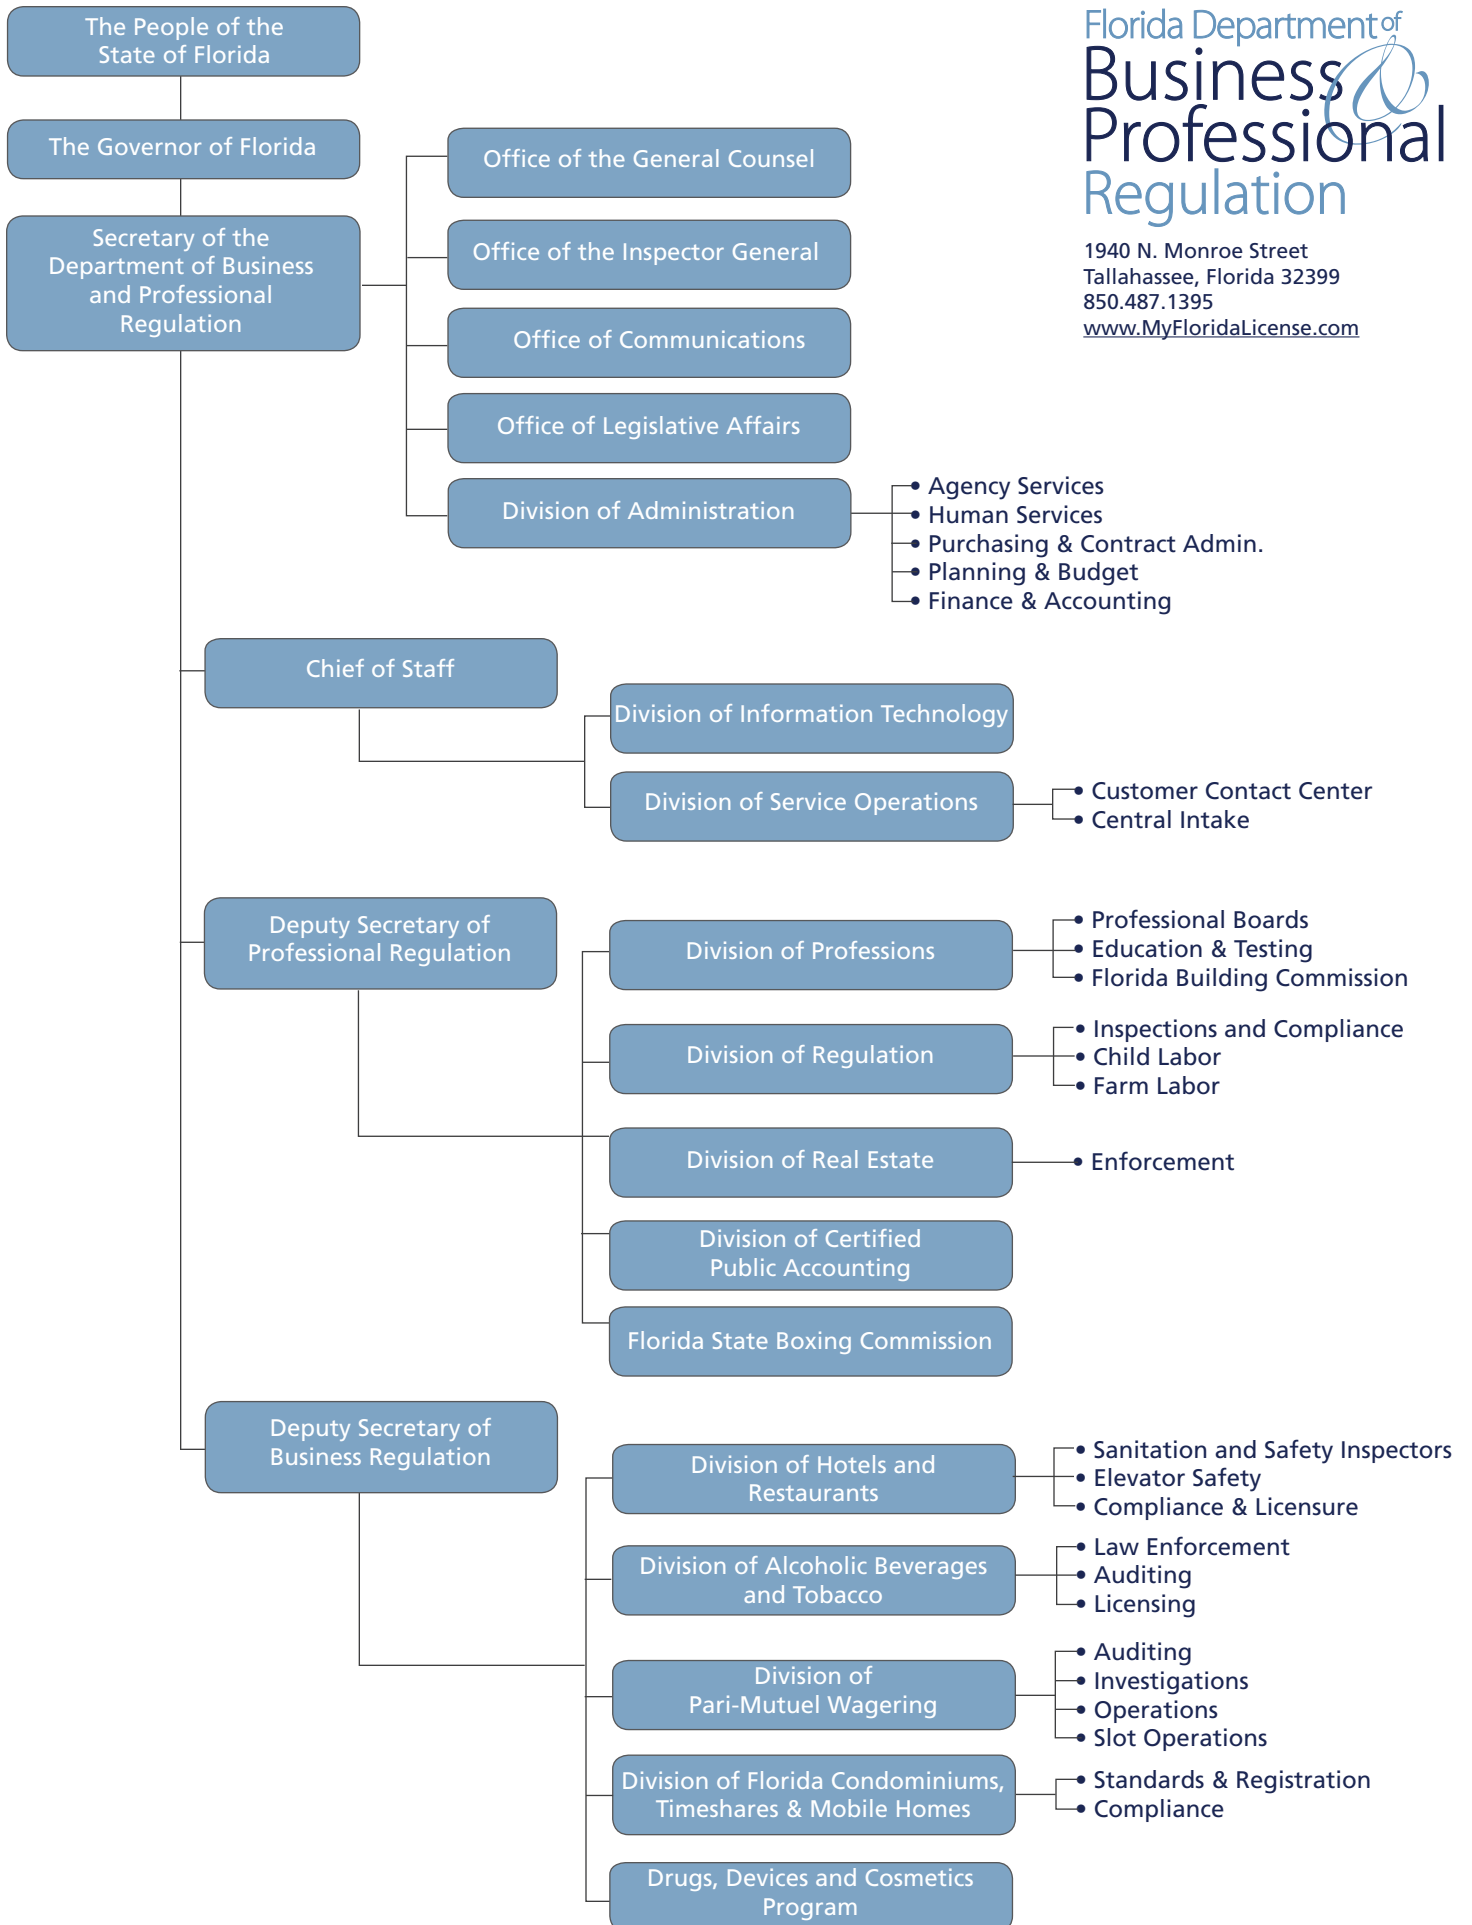 The People of the
State of Florida
The Governor of Florida
Secretary of the
Department of Business
and Professional
Regulation
Florida Department of
Business &
Professional
Regulation
1940 N. Monroe Street
Tallahassee, Florida 32399
850.487.1395
www.MyFloridaLicense.com
Office of the General Counsel
Office of the Inspector General
Office of Communications
Office of Legislative Affairs
Division of Administration
• Agency Services
• Human Services
• Purchasing & Contract Admin.
• Planning & Budget
• Finance & Accounting
Chief of Staff
Division of Information Technology
Division of Service Operations
• Customer Contact Center
• Central Intake
Deputy Secretary of
Professional Regulation
Division of Professions
• Professional Boards
• Education & Testing
• Florida Building Commission
Division of Regulation
• Inspections and Compliance
• Child Labor
• Farm Labor
Division of Real Estate
• Enforcement
Division of Certified
Public Accounting
Florida State Boxing Commission
Deputy Secretary of
Business Regulation
Division of Hotels and
Restaurants
• Sanitation and Safety Inspectors
• Elevator Safety
• Compliance & Licensure
Division of Alcoholic Beverages
and Tobacco
• Law Enforcement
• Auditing
• Licensing
Division of
Pari-Mutuel Wagering
• Auditing
• Investigations
• Operations
• Slot Operations
Division of Florida Condominiums,
Timeshares & Mobile Homes
• Standards & Registration
• Compliance
Drugs, Devices and Cosmetics
Program